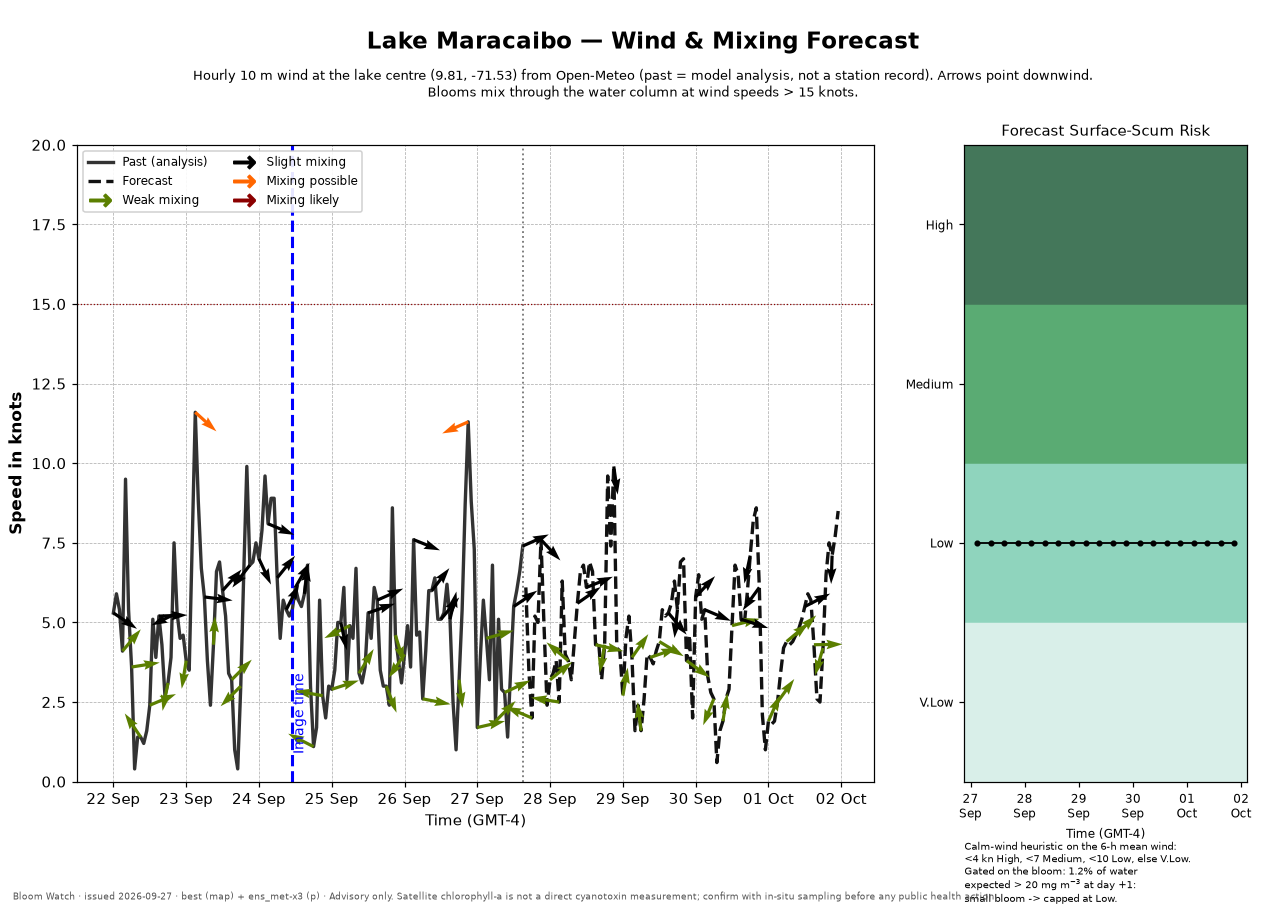 Lake Maracaibo — Wind & Mixing Forecast
Hourly 10 m wind at the lake centre (9.81, -71.53) from Open-Meteo (past = model analysis, not a station record). Arrows point downwind.
Blooms mix through the water column at wind speeds > 15 knots.
Past (analysis)
Forecast
Weak mixing
Slight mixing
Mixing possible
Mixing likely
Speed in knots
20.0
17.5
15.0
12.5
10.0
7.5
5.0
2.5
0.0
Image time
22 Sep
23 Sep
24 Sep
25 Sep
26 Sep
27 Sep
28 Sep
29 Sep
30 Sep
01 Oct
02 Oct
Time (GMT-4)
Forecast Surface-Scum Risk
High
Medium
Low
V.Low
27 Sep
28 Sep
29 Sep
30 Sep
01 Oct
02 Oct
Time (GMT-4)
Calm-wind heuristic on the 6-h mean wind:
<4 kn High, <7 Medium, <10 Low, else V.Low.
Gated on the bloom: 1.2% of water
expected > 20 mg m⁻³ at day +1:
small bloom -> capped at Low.
Bloom Watch · issued 2026-09-27 · best (map) + ens_met-x3 (p) · Advisory only. Satellite chlorophyll-a is not a direct cyanotoxin measurement; confirm with in-situ sampling before any public health